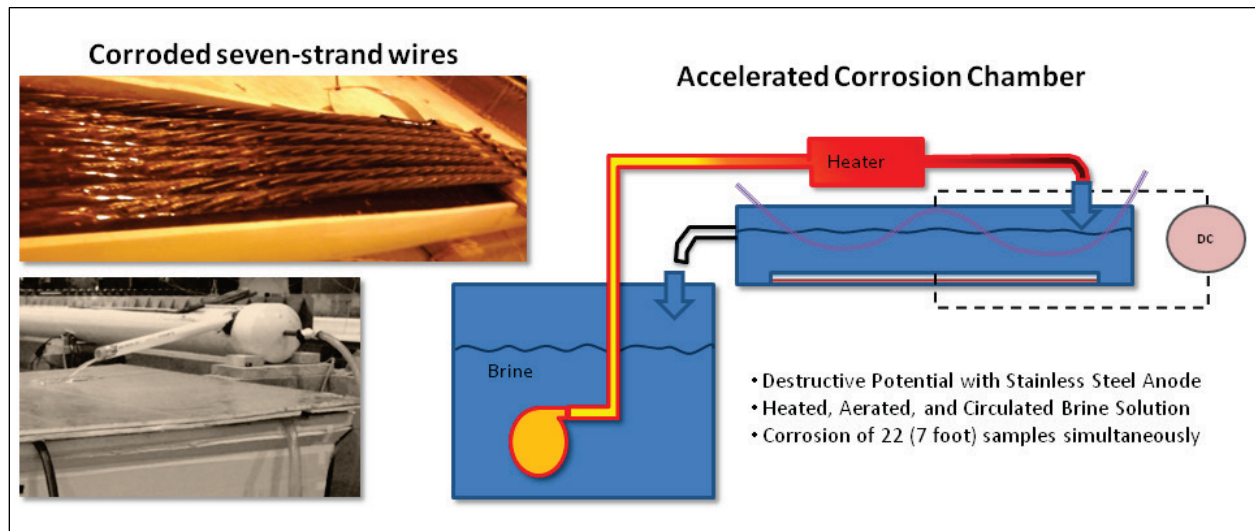 Corroded seven-strand wires
Accelerated Corrosion Chamber
Heater
DC
Brine
• Destructive Potential with Stainless Steel Anode
• Heated, Aerated, and Circulated Brine Solution
• Corrosion of 22 (7 foot) samples simultaneously